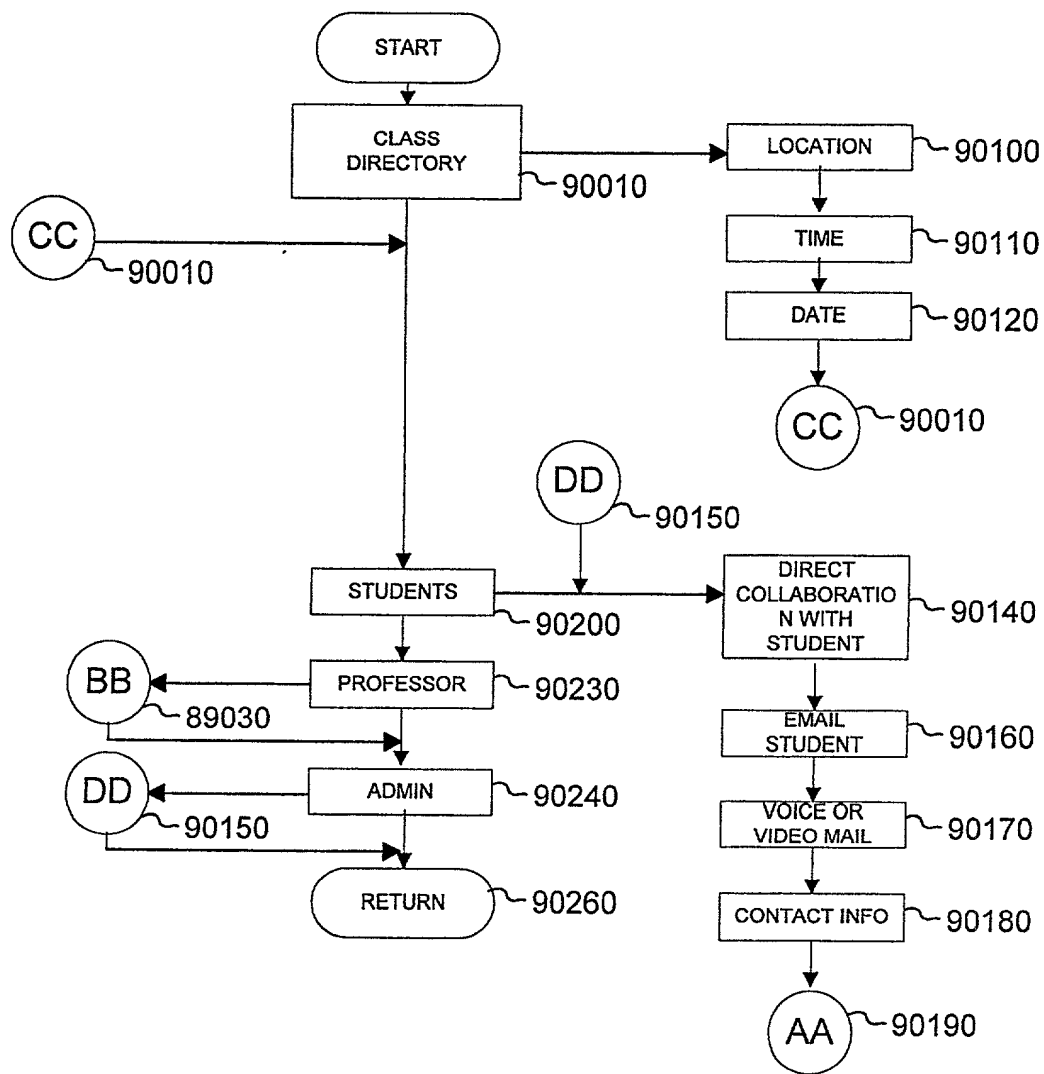 START
CLASS
DIRECTORY
90010
LOCATION
90100
CC
90010
TIME
90110
DATE
90120
CC
90010
DD
90150
STUDENTS
90200
DIRECT
COLLABORATIO
N WITH
STUDENT
90140
BB
89030
PROFESSOR
90230
EMAIL
STUDENT
90160
DD
90150
ADMIN
90240
VOICE OR
VIDEO MAIL
90170
RETURN
90260
CONTACT INFO
90180
AA
90190